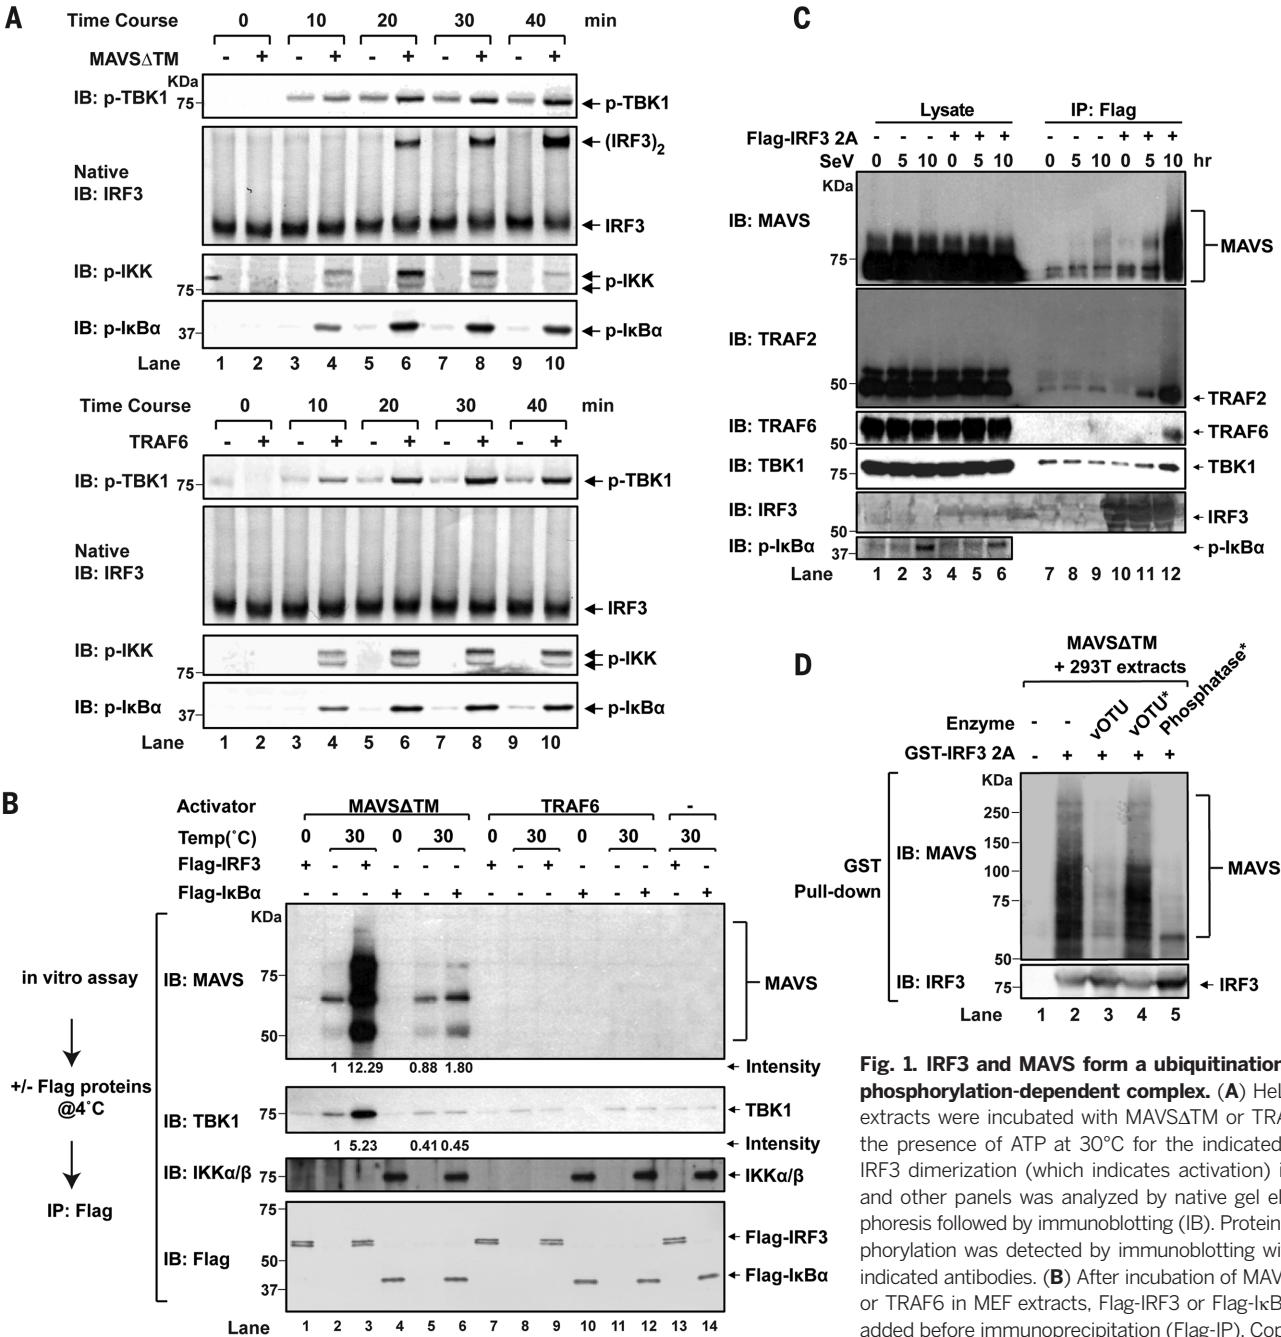 A
Time Course 0 10 20 30 40 min
MAVSΔTM - + - + - + - + - +
KDa
IB: p-TBK1 75 p-TBK1
(IRF3)2
Native
IB: IRF3
IRF3
IB: p-IKK
75 p-IKK
IB: p-IκBα 37 p-IκBα
Lane 1 2 3 4 5 6 7 8 9 10
Time Course 0 10 20 30 40 min
TRAF6 - + - + - + - + - +
IB: p-TBK1 75 p-TBK1
Native
IB: IRF3
IRF3
IB: p-IKK
75 p-IKK
IB: p-IκBα 37 p-IκBα
Lane 1 2 3 4 5 6 7 8 9 10
B
Activator MAVSΔTM TRAF6 -
Temp(˚C) 0 30 0 30 0 30 0 30 30
Flag-IRF3 + - + - - - + - + - - - + -
Flag-IκBα - - - + - + - - - + - + - +
KDa
IB: MAVS 75 MAVS
50
1 12.29 0.88 1.80 Intensity
IB: TBK1 75 TBK1
1 5.23 0.41 0.45 Intensity
IB: IKKα/β 75 IKKα/β
75
Flag-IRF3
IB: Flag 50
37 Flag-IκBα
Lane 1 2 3 4 5 6 7 8 9 10 11 12 13 14
in vitro assay
+/- Flag proteins
@4˚C
IP: Flag
C
Lysate IP: Flag
Flag-IRF3 2A - - - + + + - - - + + +
SeV 0 5 10 0 5 10 0 5 10 0 5 10 hr
KDa
IB: MAVS MAVS
75
IB: TRAF2
50
TRAF2
IB: TRAF6 50 TRAF6
IB: TBK1 75 TBK1
IB: IRF3 50 IRF3
IB: p-IκBα 37 p-IκBα
Lane 1 2 3 4 5 6 7 8 9 10 11 12
D
MAVSΔTM
+ 293T extracts
Enzyme - - vOTU vOTU* Phosphatase*
GST-IRF3 2A - + + + +
KDa
250
150
IB: MAVS
GST 100 MAVS
Pull-down
75
50
IB: IRF3 75 IRF3
Lane 1 2 3 4 5
Fig. 1. IRF3 and MAVS form a ubiquitination
phosphorylation-dependent complex. (A) HeL
extracts were incubated with MAVSΔTM or TRA
the presence of ATP at 30°C for the indicated
IRF3 dimerization (which indicates activation) i
and other panels was analyzed by native gel el
phoresis followed by immunoblotting (IB). Protein
phorylation was detected by immunoblotting wi
indicated antibodies. (B) After incubation of MAV
or TRAF6 in MEF extracts, Flag-IRF3 or Flag-IκB
added before immunoprecipitation (Flag-IP). Cop